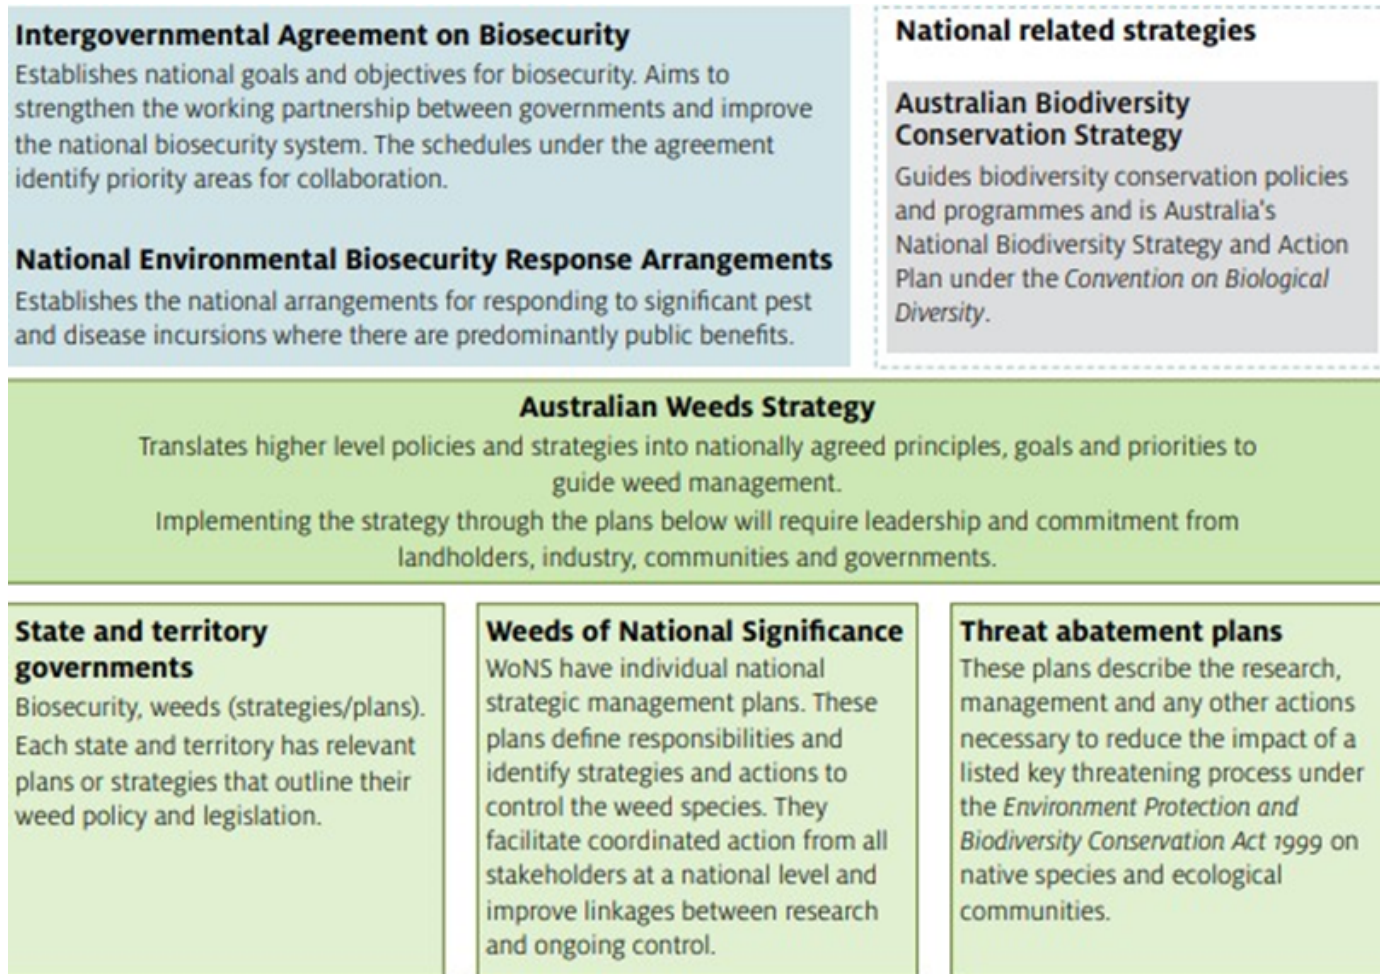 Intergovernmental Agreement on Biosecurity
Establishes national goals and objectives for biosecurity. Aims to
strengthen the working partnership between governments and improve
the national biosecurity system. The schedules under the agreement
identify priority areas for collaboration.
National Environmental Biosecurity Response Arrangements
Establishes the national arrangements for responding to significant pest
and disease incursions where there are predominantly public benefits.
National related strategies
Australian Biodiversity
Conservation Strategy
Guides biodiversity conservation policies
and programmes and is Australia's
National Biodiversity Strategy and Action
Plan under the Convention on Biological
Diversity.
Australian Weeds Strategy
Translates higher level policies and strategies into nationally agreed principles, goals and priorities to
guide weed management.
Implementing the strategy through the plans below will require leadership and commitment from
landholders, industry, communities and governments.
State and territory
governments
Biosecurity, weeds (strategies/plans).
Each state and territory has relevant
plans or strategies that outline their
weed policy and legislation.
Weeds of National Significance
WoNS have individual national
strategic management plans. These
plans define responsibilities and
identify strategies and actions to
control the weed species. They
facilitate coordinated action from all
stakeholders at a national level and
improve linkages between research
and ongoing control.
Threat abatement plans
These plans describe the research,
management and any other actions
necessary to reduce the impact of a
listed key threatening process under
the Environment Protection and
Biodiversity Conservation Act 1999 on
native species and ecological
communities.